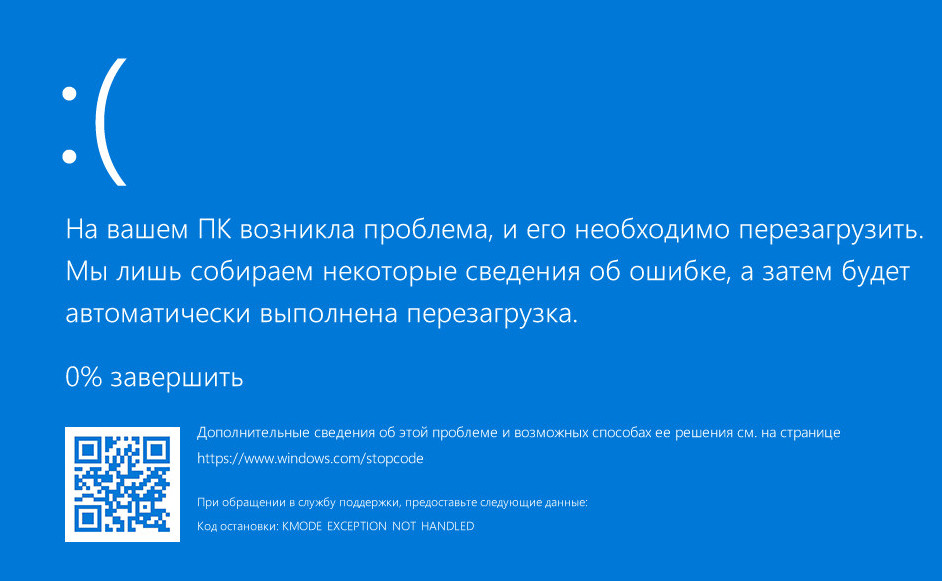 :(
На вашем ПК возникла проблема, и его необходимо перезагрузить.
Мы лишь собираем некоторые сведения об ошибке, а затем будет
автоматически выполнена перезагрузка.
0% завершить
Дополнительные сведения об этой проблеме и возможных способах ее решения см. на странице
https://www.windows.com/stopcode
При обращении в службу поддержки, предоставьте следующие данные:
Код остановки: KMODE EXCEPTION NOT HANDLED